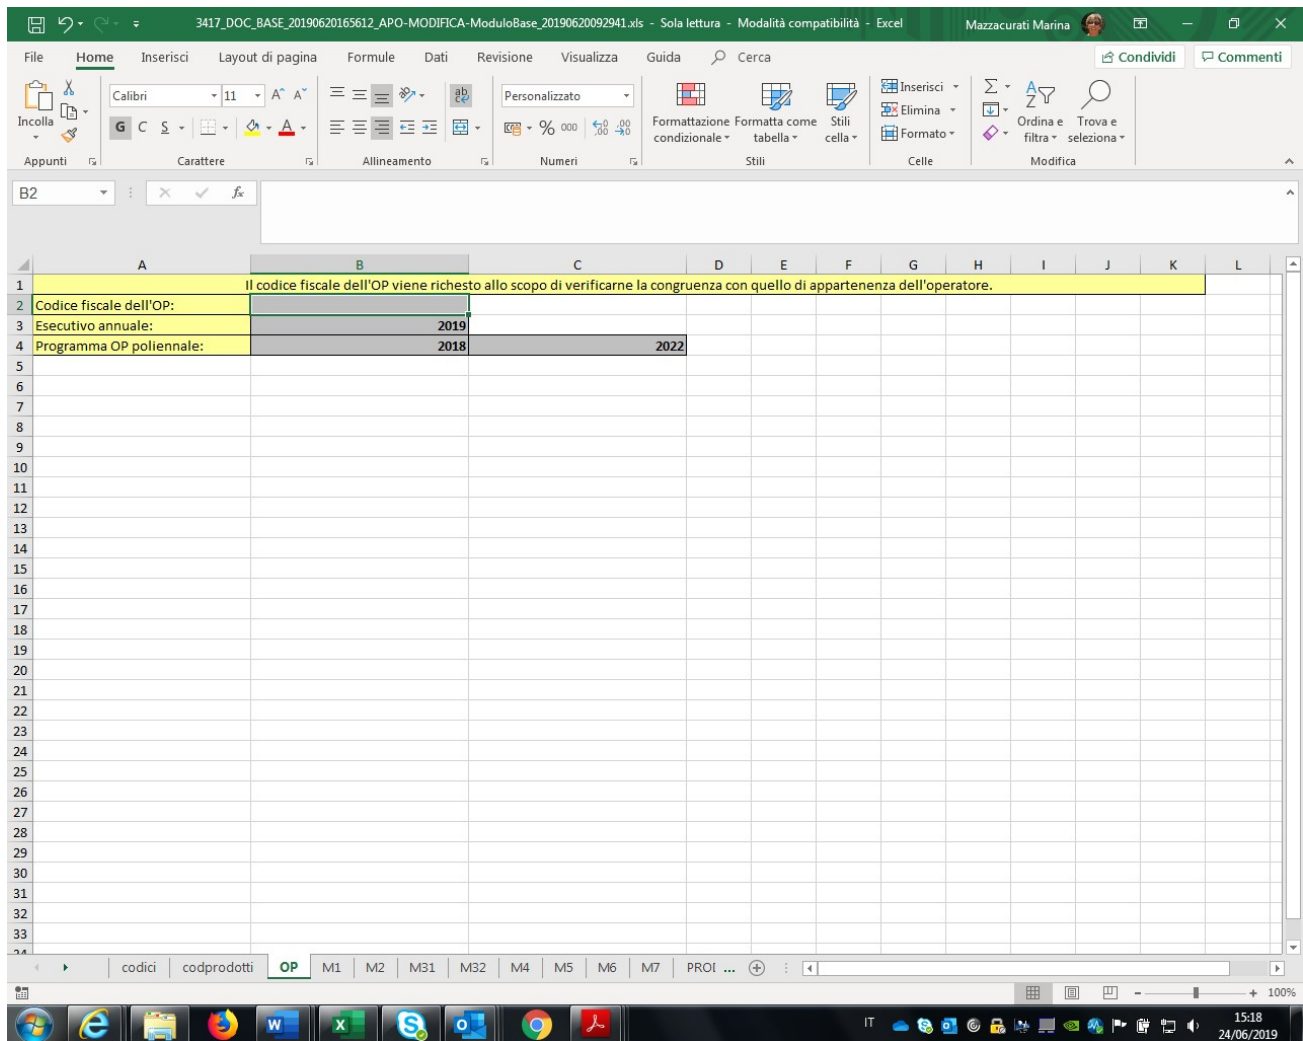 3417_DOC_BASE_20190620165612_APO-MODIFICA-ModuloBase_20190620092941.xls - Sola lettura - Modalità compatibilità - Excel Mazzacurati Marina
File Home Inserisci Layout di pagina Formule Dati Revisione Visualizza Guida Cerca Condividi Commenti
Incolla
Calibri 11
G C S
ab
Personalizzato
% 000
Formattazione condizionale
Formatta come tabella
Stili cella
Inserisci
Elimina
Formato
Ordina e filtra
Trova e seleziona
Appunti Carattere Allineamento Numeri Stili Celle Modifica
B2 fx
A B C D E F G H I J K L
1 Il codice fiscale dell'OP viene richiesto allo scopo di verificarne la congruenza con quello di appartenenza dell'operatore.
2 Codice fiscale dell'OP:
3 Esecutivo annuale: 2019
4 Programma OP poliennale: 2018 2022
5
6
7
8
9
10
11
12
13
14
15
16
17
18
19
20
21
22
23
24
25
26
27
28
29
30
31
32
33
codici codprodotti OP M1 M2 M31 M32 M4 M5 M6 M7 PROI ...
100%
IT 15:18
24/06/2019